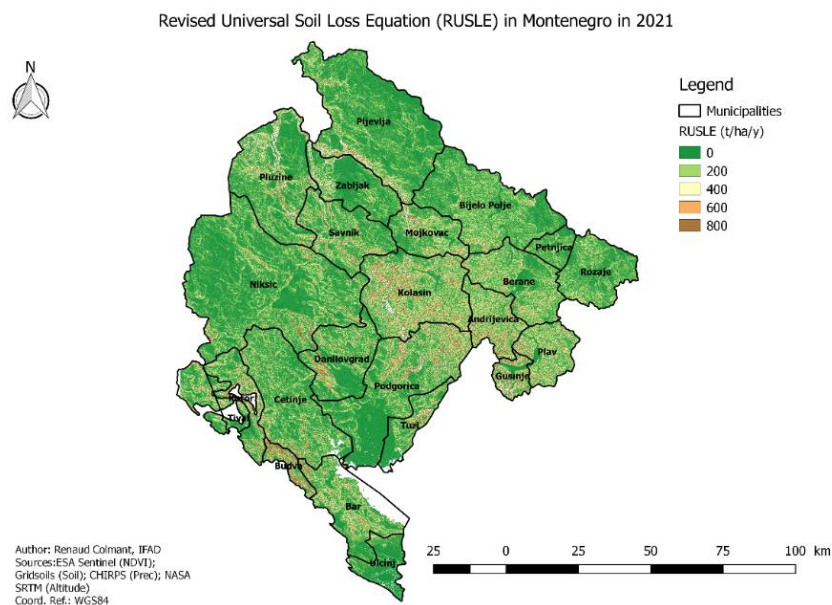 Revised Universal Soil Loss Equation (RUSLE) in Montenegro in 2021
N
Legend
Municipalities
RUSLE (t/ha/y)
0
200
400
600
800
Pljevlja
Pluzine
Zabljak
Bijelo Polje
Savnik
Mojkovac
Petnjica
Rozaje
Berane
Niksic
Kolasin
Andrijevica
Plav
Danilovgrad
Gusinje
Podgorica
Cetinje
Kotor
Tivat
Tuzi
Budva
Bar
Ulcinj
Author: Renaud Colmant, IFAD
Sources:ESA Sentinel (NDVI);
Gridsoils (Soil); CHIRPS (Prec); NASA
SRTM (Altitude)
Coord. Ref.: WGS84
25 0 25 50 75 100 km